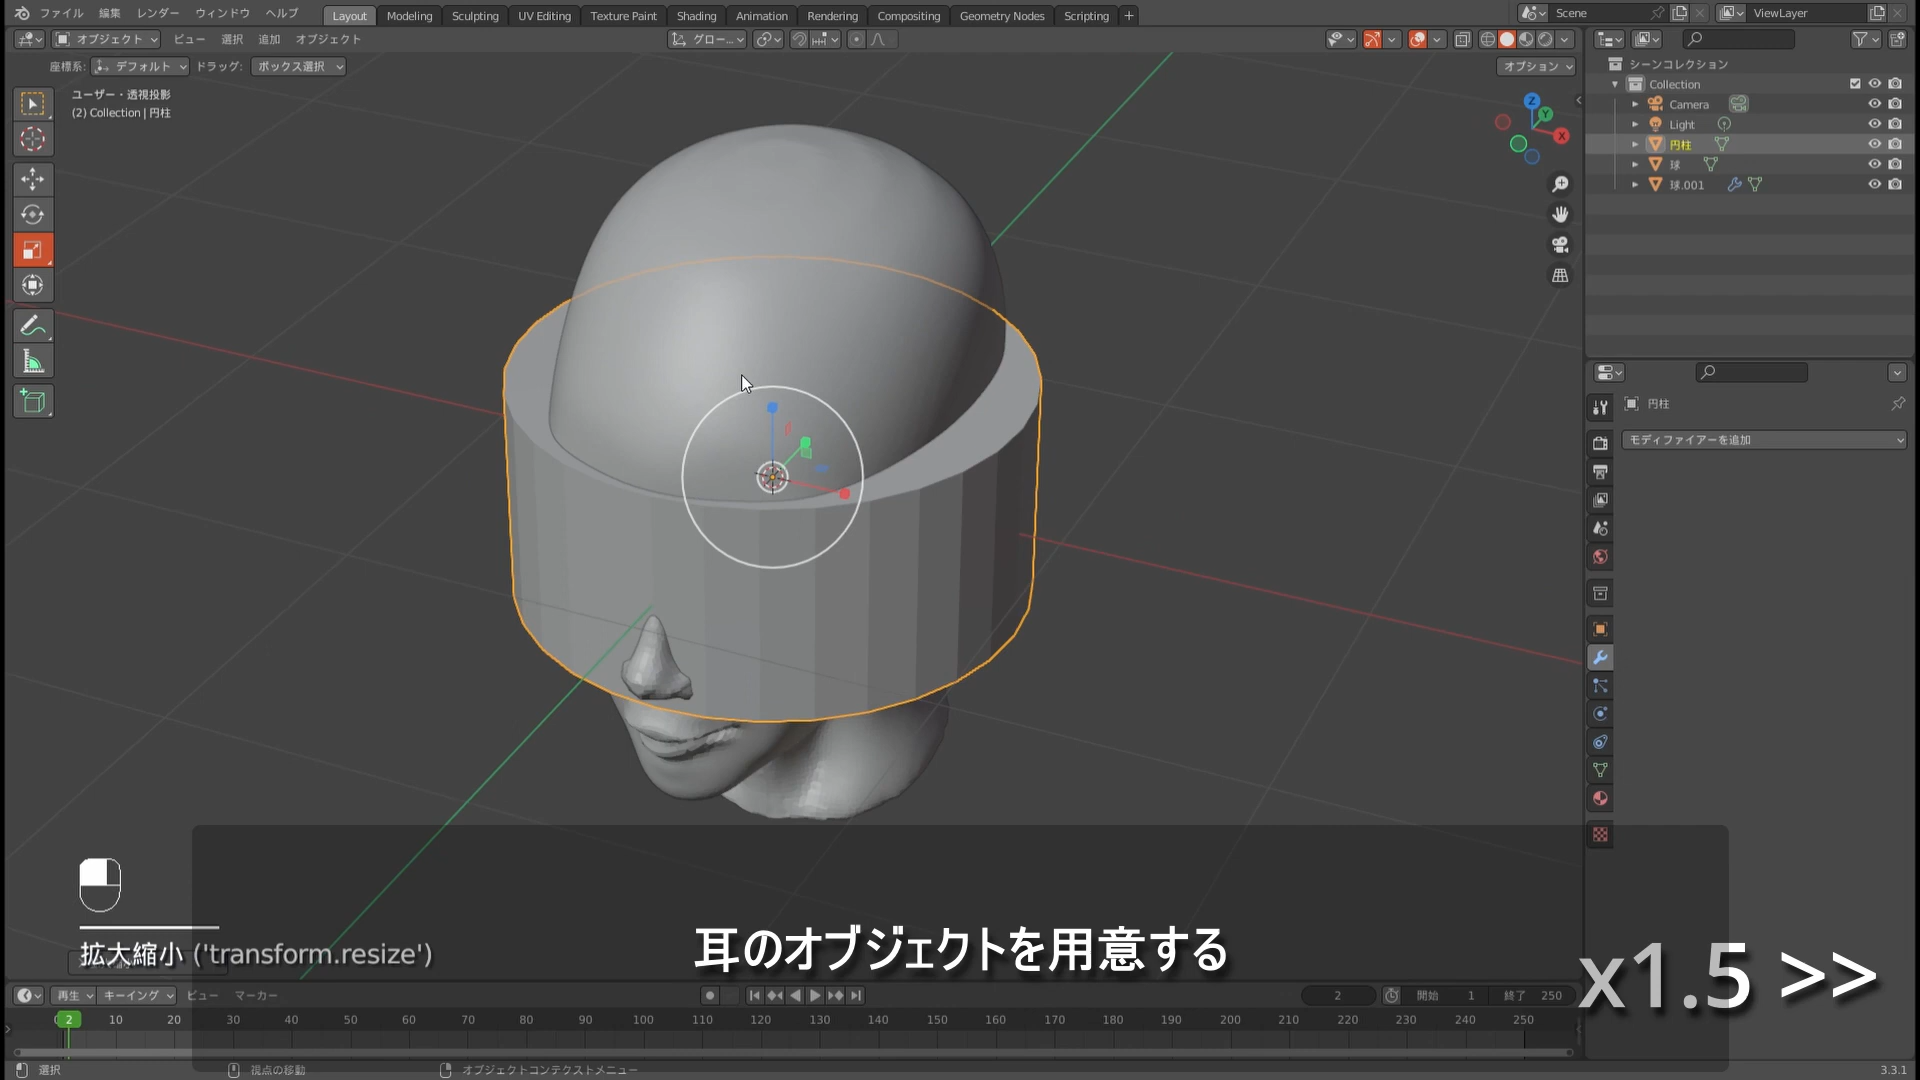 ファイル 編集 レンダー ウィンドウ ヘルプ Layout Modeling Sculpting UV Editing Texture Paint Shading Animation Rendering Compositing Geometry Nodes Scripting + Scene ViewLayer
オブジェクト ビュー 選択 追加 オブジェクト グロー...
座標系: デフォルト ドラッグ: ボックス選択 オプション
ユーザー・透視投影
(2) Collection | 円柱
Z
Y
X
シーンコレクション
Collection
Camera
Light
円柱
球
球.001
円柱
モディファイアーを追加
拡大縮小 ('transform.resize')
耳のオブジェクトを用意する
x1.5 >>
再生 キーイング ビュー マーカー 2 開始 1 終了 250
2 10 20 30 40 50 60 70 80 90 100 110 120 130 140 150 160 170 180 190 200 210 220 230 240 250
選択 視点の移動 オブジェクトコンテクストメニュー 3.3.1